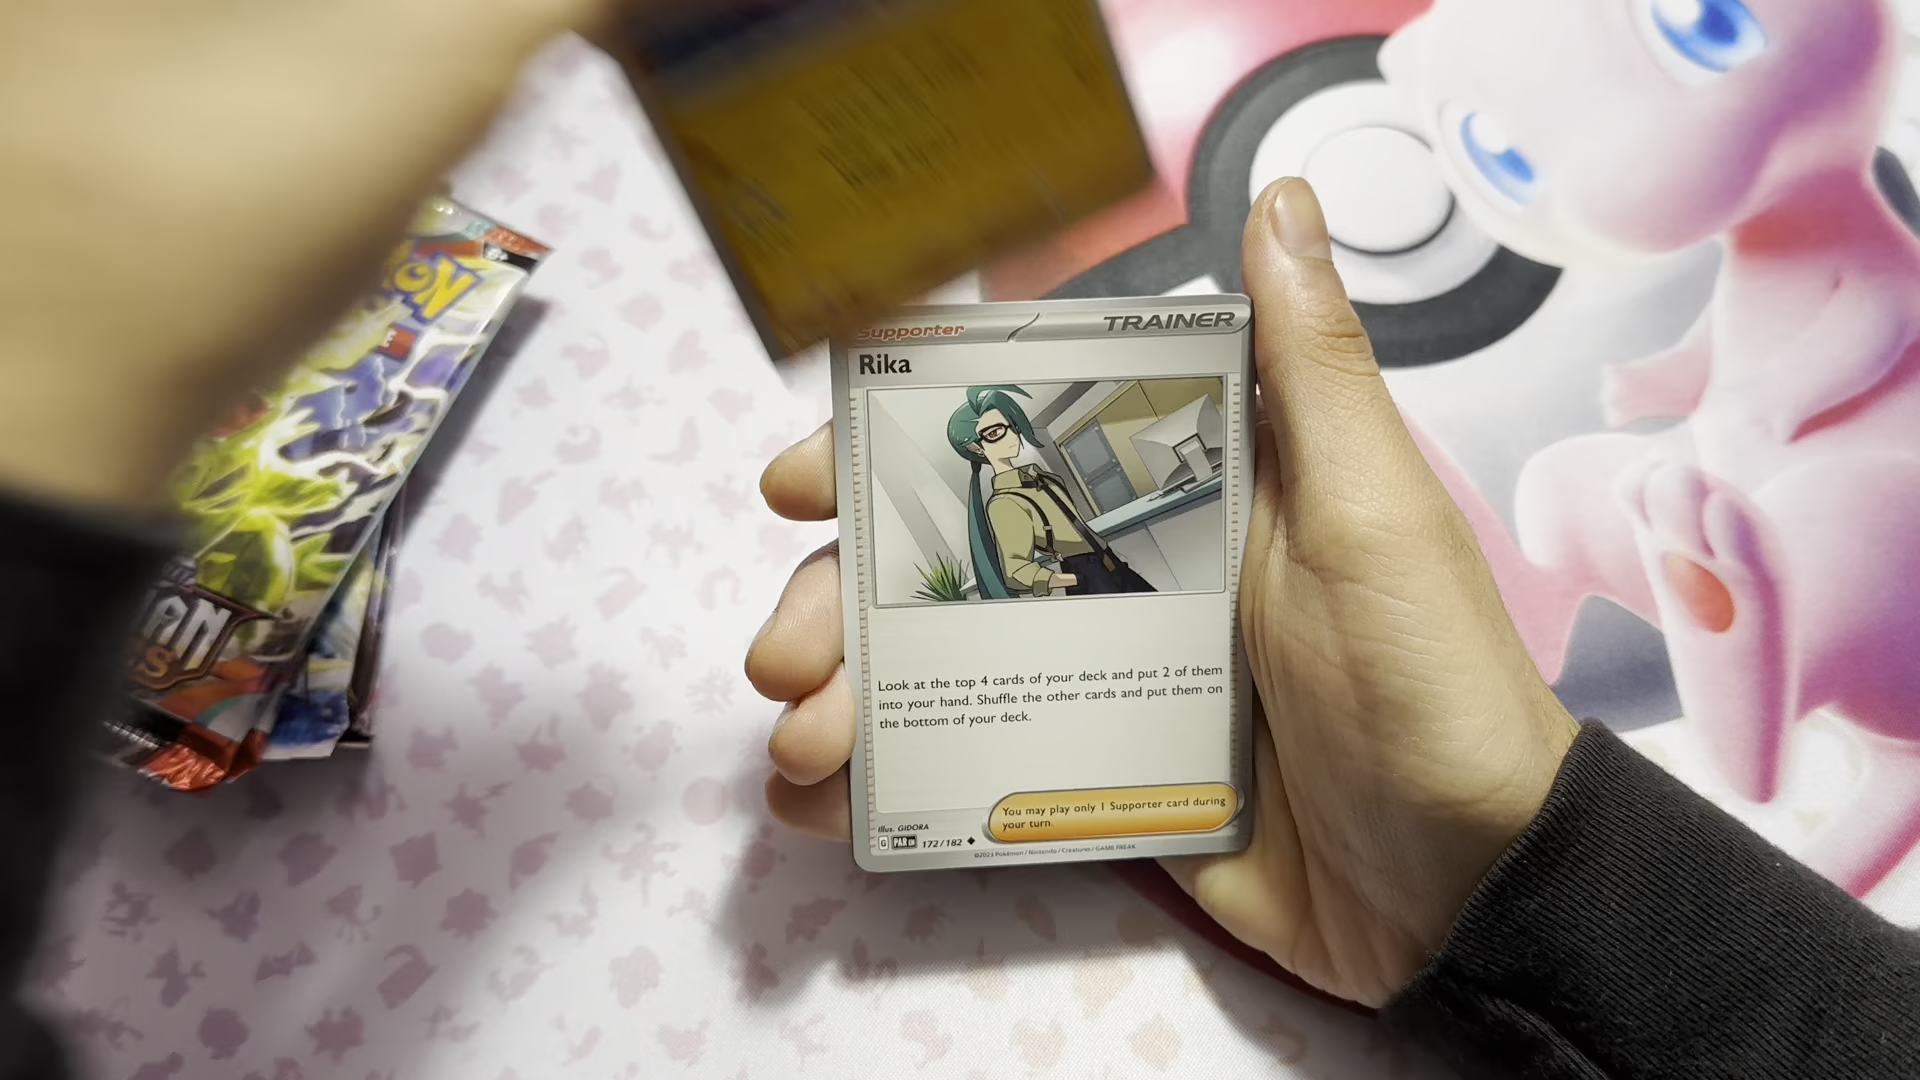 Supporter
TRAINER
Rika
Look at the top 4 cards of your deck and put 2 of them
into your hand. Shuffle the other cards and put them on
the bottom of your deck.
You may play only 1 Supporter card during
your turn.
Illus. GIDORA
G PAR EN 172/182
©2023 Pokémon / Nintendo / Creatures / GAME FREAK